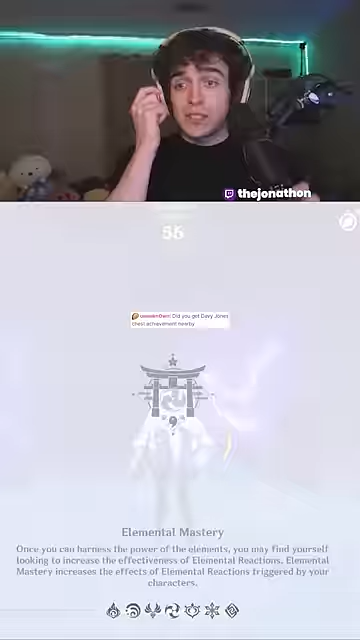 thejonathon
55
Did you get Davy Jones
chest achievement nearby
Elemental Mastery
Once you can harness the power of the elements, you may find yourself
looking to increase the effectiveness of Elemental Reactions. Elemental
Mastery increases the effects of Elemental Reactions triggered by your
characters.